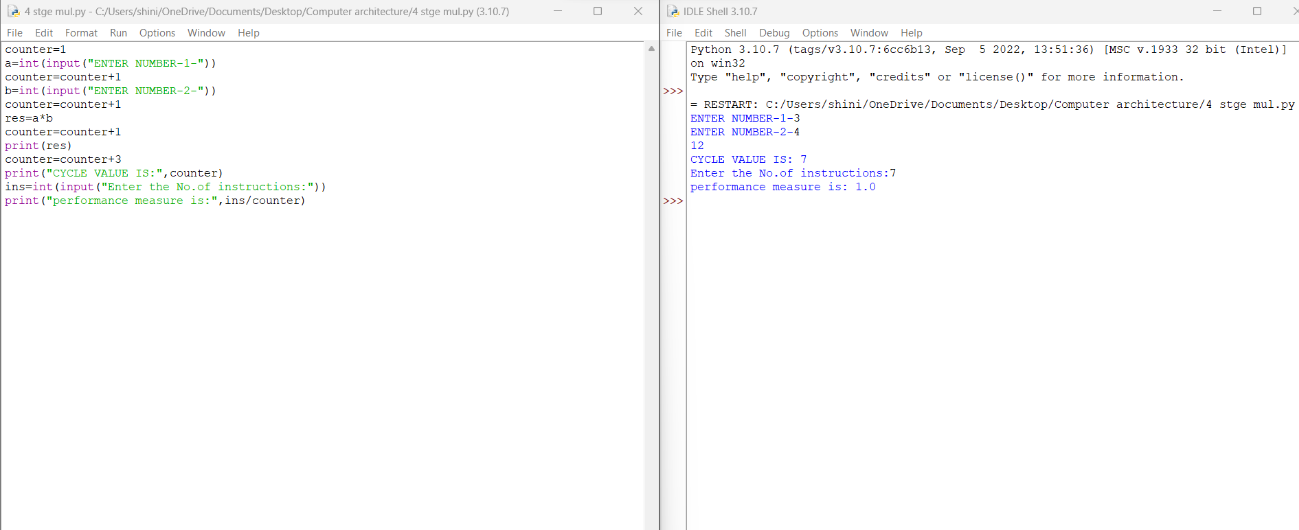 4 stge mul.py - C:/Users/shini/OneDrive/Documents/Desktop/Computer architecture/4 stge mul.py (3.10.7)
File Edit Format Run Options Window Help
counter=1
a=int(input("ENTER NUMBER-1-"))
counter=counter+1
b=int(input("ENTER NUMBER-2-"))
counter=counter+1
res=a*b
counter=counter+1
print(res)
counter=counter+3
print("CYCLE VALUE IS:",counter)
ins=int(input("Enter the No.of instructions:"))
print("performance measure is:",ins/counter)
IDLE Shell 3.10.7
File Edit Shell Debug Options Window Help
Python 3.10.7 (tags/v3.10.7:6cc6b13, Sep  5 2022, 13:51:36) [MSC v.1933 32 bit (Intel)]
on win32
Type "help", "copyright", "credits" or "license()" for more information.
>>>
= RESTART: C:/Users/shini/OneDrive/Documents/Desktop/Computer architecture/4 stge mul.py
ENTER NUMBER-1-3
ENTER NUMBER-2-4
12
CYCLE VALUE IS: 7
Enter the No.of instructions:7
performance measure is: 1.0
>>>